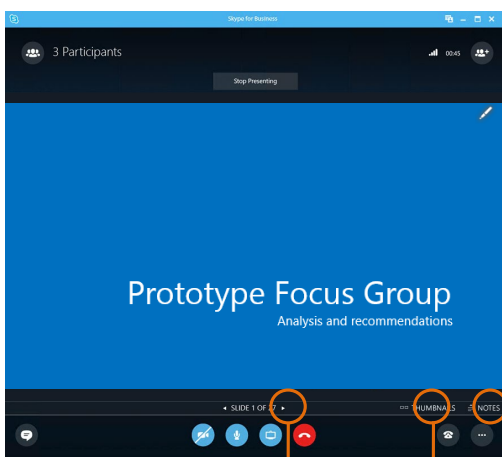 Skype for Business
3 Participants
00:45
Stop Presenting
Prototype Focus Group
Analysis and recommendations
SLIDE 1 OF 27
THUMBNAILS
NOTES